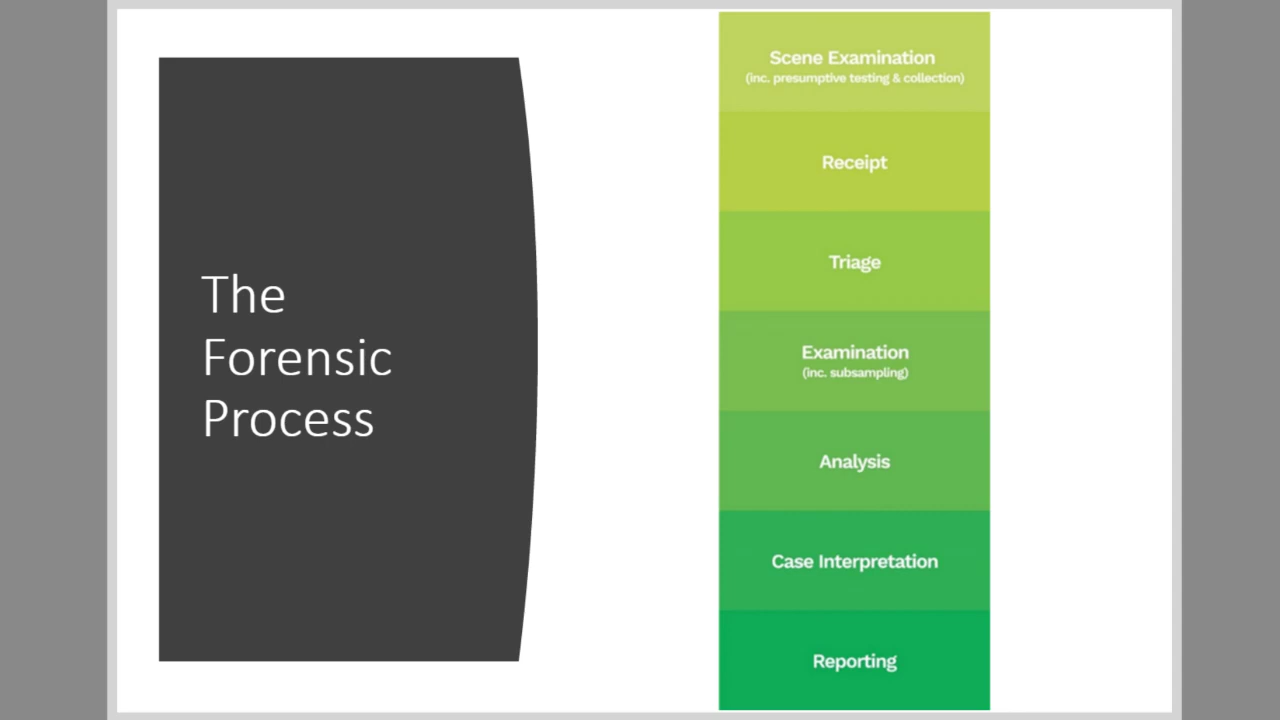 The
Forensic
Process
Scene Examination
(inc. presumptive testing & collection)
Receipt
Triage
Examination
(inc. subsampling)
Analysis
Case Interpretation
Reporting